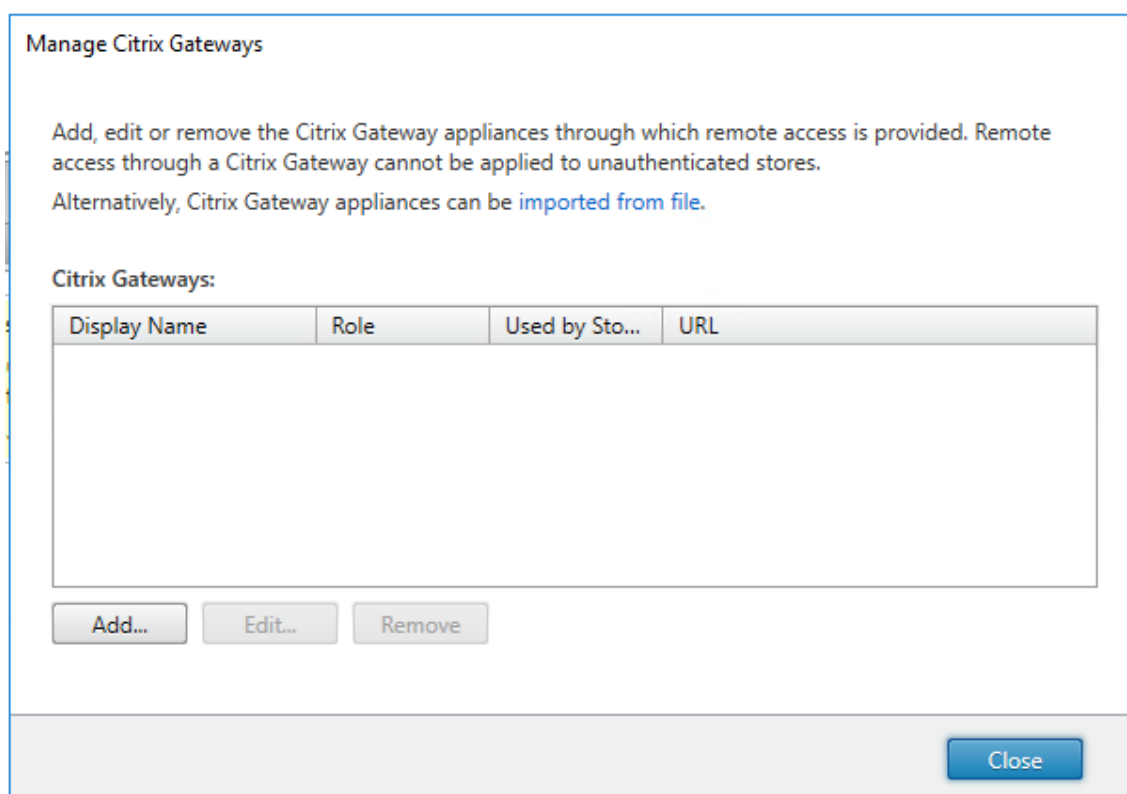 Manage Citrix Gateways
Add, edit or remove the Citrix Gateway appliances through which remote access is provided. Remote
access through a Citrix Gateway cannot be applied to unauthenticated stores.
Alternatively, Citrix Gateway appliances can be imported from file.
Citrix Gateways:
Display Name Role Used by Sto... URL
Add... Edit... Remove
Close